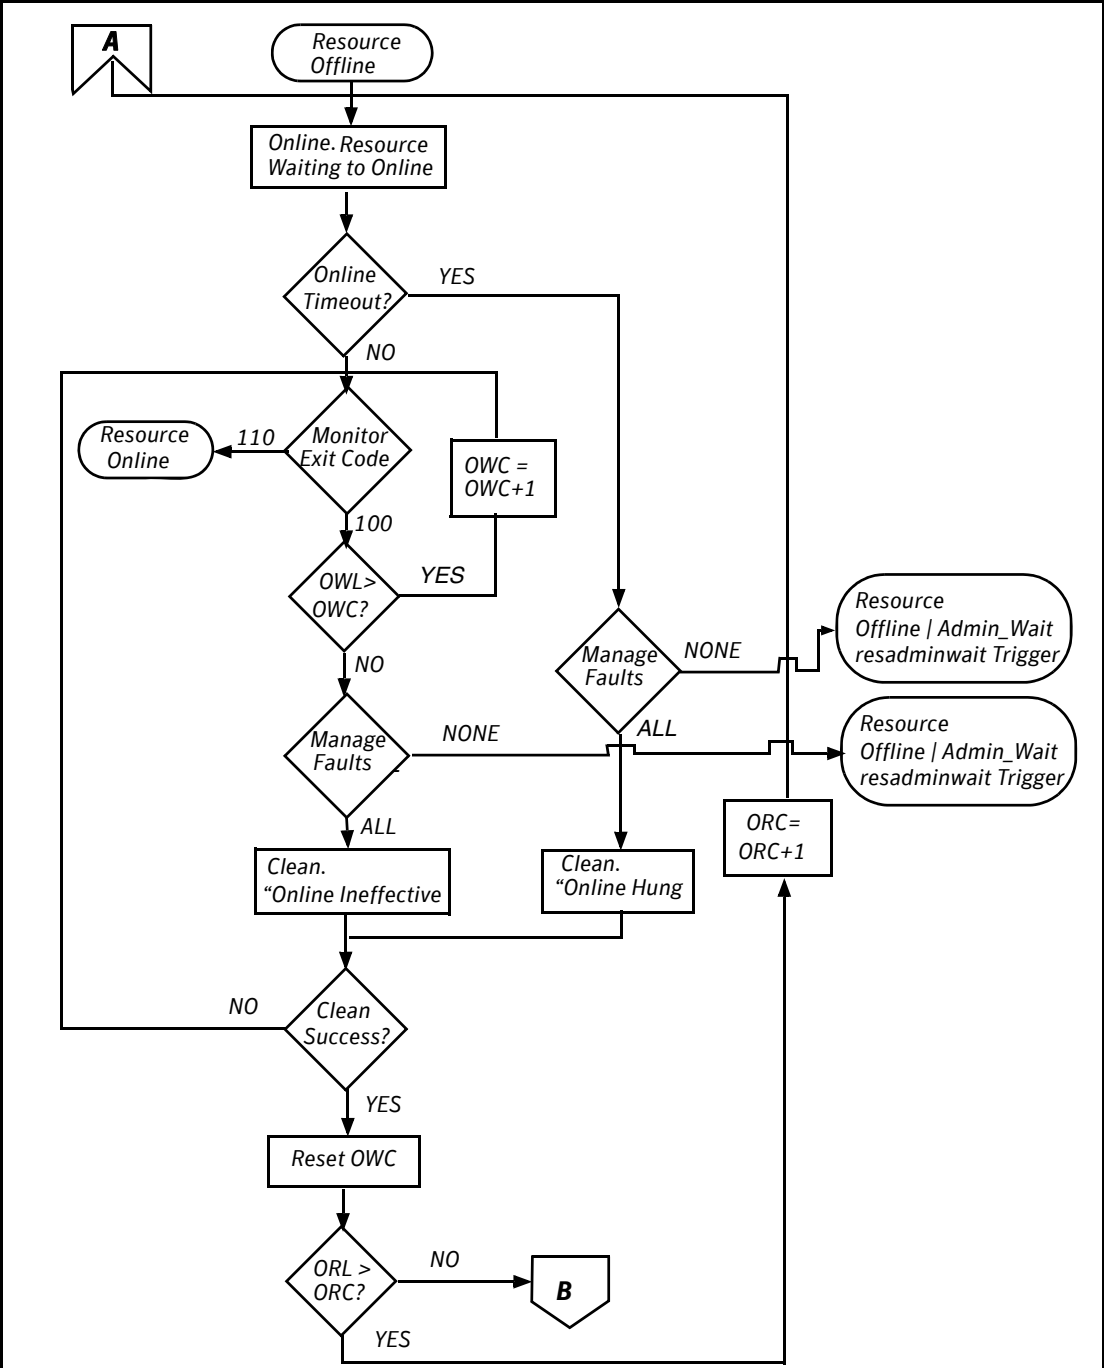 A
Resource
Offline
Online. Resource
Waiting to Online
Online
Timeout?
YES
NO
Resource
Online
110
Monitor
Exit Code
OWC =
OWC+1
100
OWL>
OWC?
YES
NO
Manage
Faults
NONE
Resource
Offline | Admin_Wait
resadminwait Trigger
ALL
Manage
Faults
NONE
Resource
Offline | Admin_Wait
resadminwait Trigger
ALL
ORC=
ORC+1
Clean.
“Online Ineffective
Clean.
“Online Hung
NO
Clean
Success?
YES
Reset OWC
ORL >
ORC?
NO
B
YES